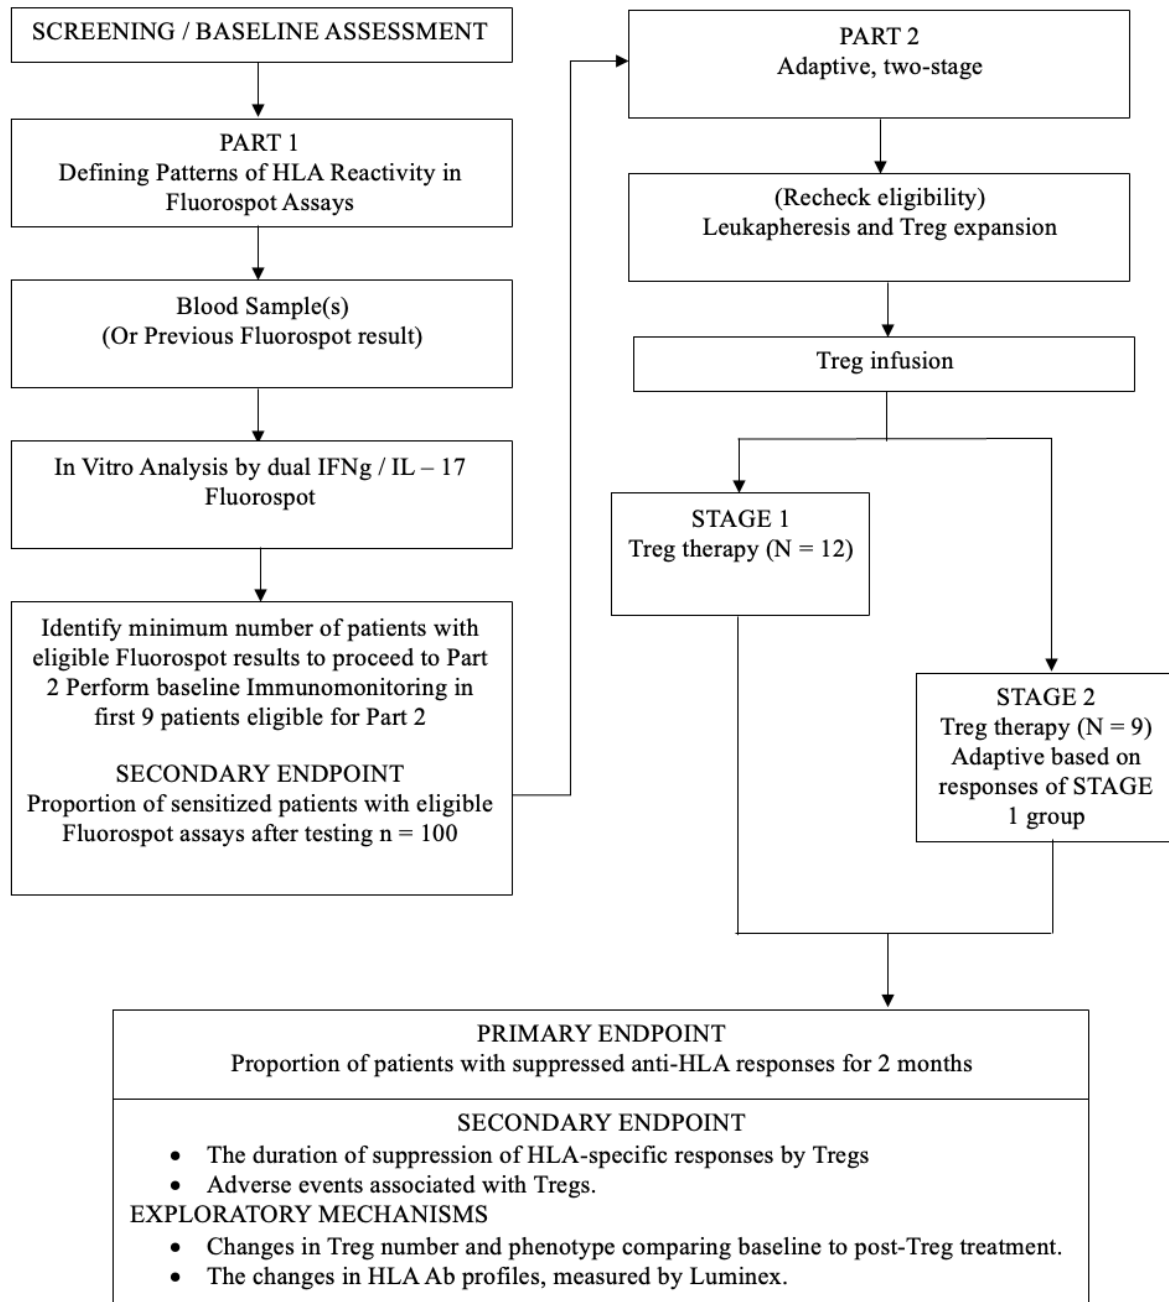 SCREENING / BASELINE ASSESSMENT
PART 1
Defining Patterns of HLA Reactivity in
Fluorospot Assays
Blood Sample(s)
(Or Previous Fluorospot result)
In Vitro Analysis by dual IFNg / IL – 17
Fluorospot
Identify minimum number of patients with
eligible Fluorospot results to proceed to Part
2 Perform baseline Immunomonitoring in
first 9 patients eligible for Part 2
SECONDARY ENDPOINT
Proportion of sensitized patients with eligible
Fluorospot assays after testing n = 100
PART 2
Adaptive, two-stage
(Recheck eligibility)
Leukapheresis and Treg expansion
Treg infusion
STAGE 1
Treg therapy (N = 12)
STAGE 2
Treg therapy (N = 9)
Adaptive based on
responses of STAGE
1 group
PRIMARY ENDPOINT
Proportion of patients with suppressed anti-HLA responses for 2 months
SECONDARY ENDPOINT
• The duration of suppression of HLA-specific responses by Tregs
• Adverse events associated with Tregs.
EXPLORATORY MECHANISMS
• Changes in Treg number and phenotype comparing baseline to post-Treg treatment.
• The changes in HLA Ab profiles, measured by Luminex.